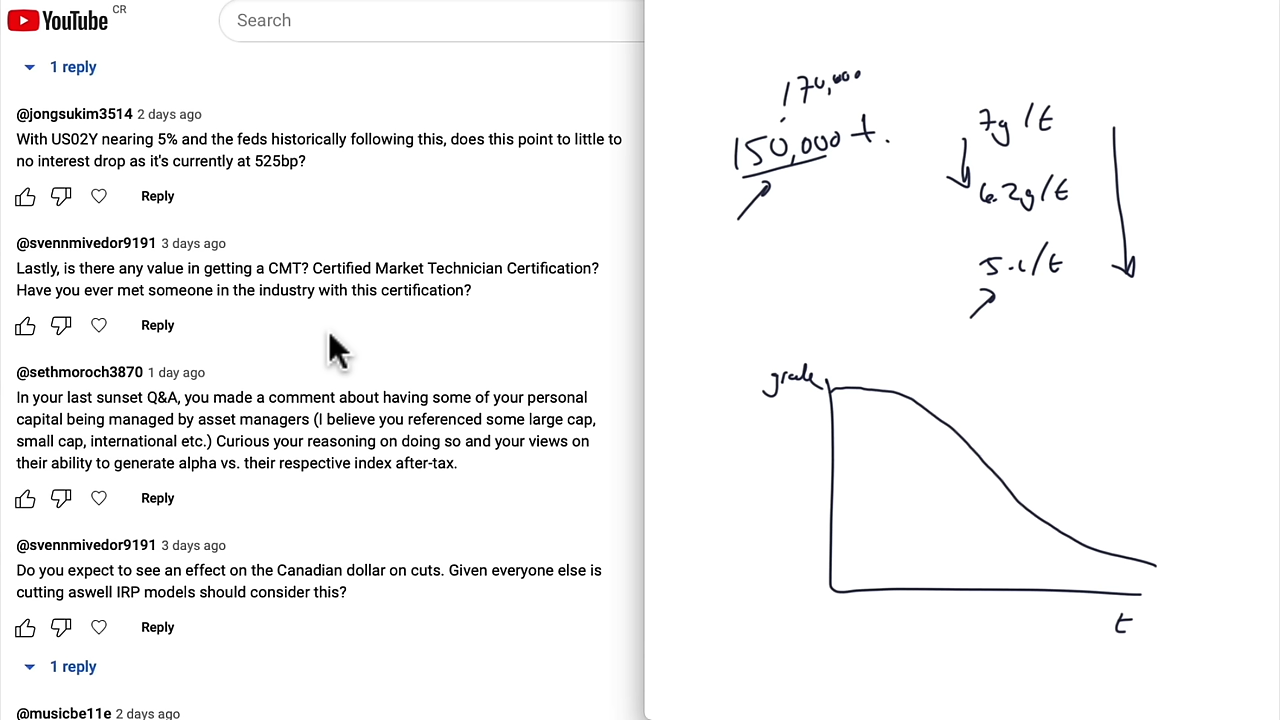 YouTube CR
Search
1 reply
@jongsukim3514 2 days ago
With US02Y nearing 5% and the feds historically following this, does this point to little to
no interest drop as it's currently at 525bp?
Reply
@svennmivedor9191 3 days ago
Lastly, is there any value in getting a CMT? Certified Market Technician Certification?
Have you ever met someone in the industry with this certification?
Reply
@sethmoroch3870 1 day ago
In your last sunset Q&A, you made a comment about having some of your personal
capital being managed by asset managers (I believe you referenced some large cap,
small cap, international etc.) Curious your reasoning on doing so and your views on
their ability to generate alpha vs. their respective index after-tax.
Reply
@svennmivedor9191 3 days ago
Do you expect to see an effect on the Canadian dollar on cuts. Given everyone else is
cutting aswell IRP models should consider this?
Reply
1 reply
@musicbe11e 2 days ago
170,000
150,000 t.
7g/t
6.2g/t
grade
t